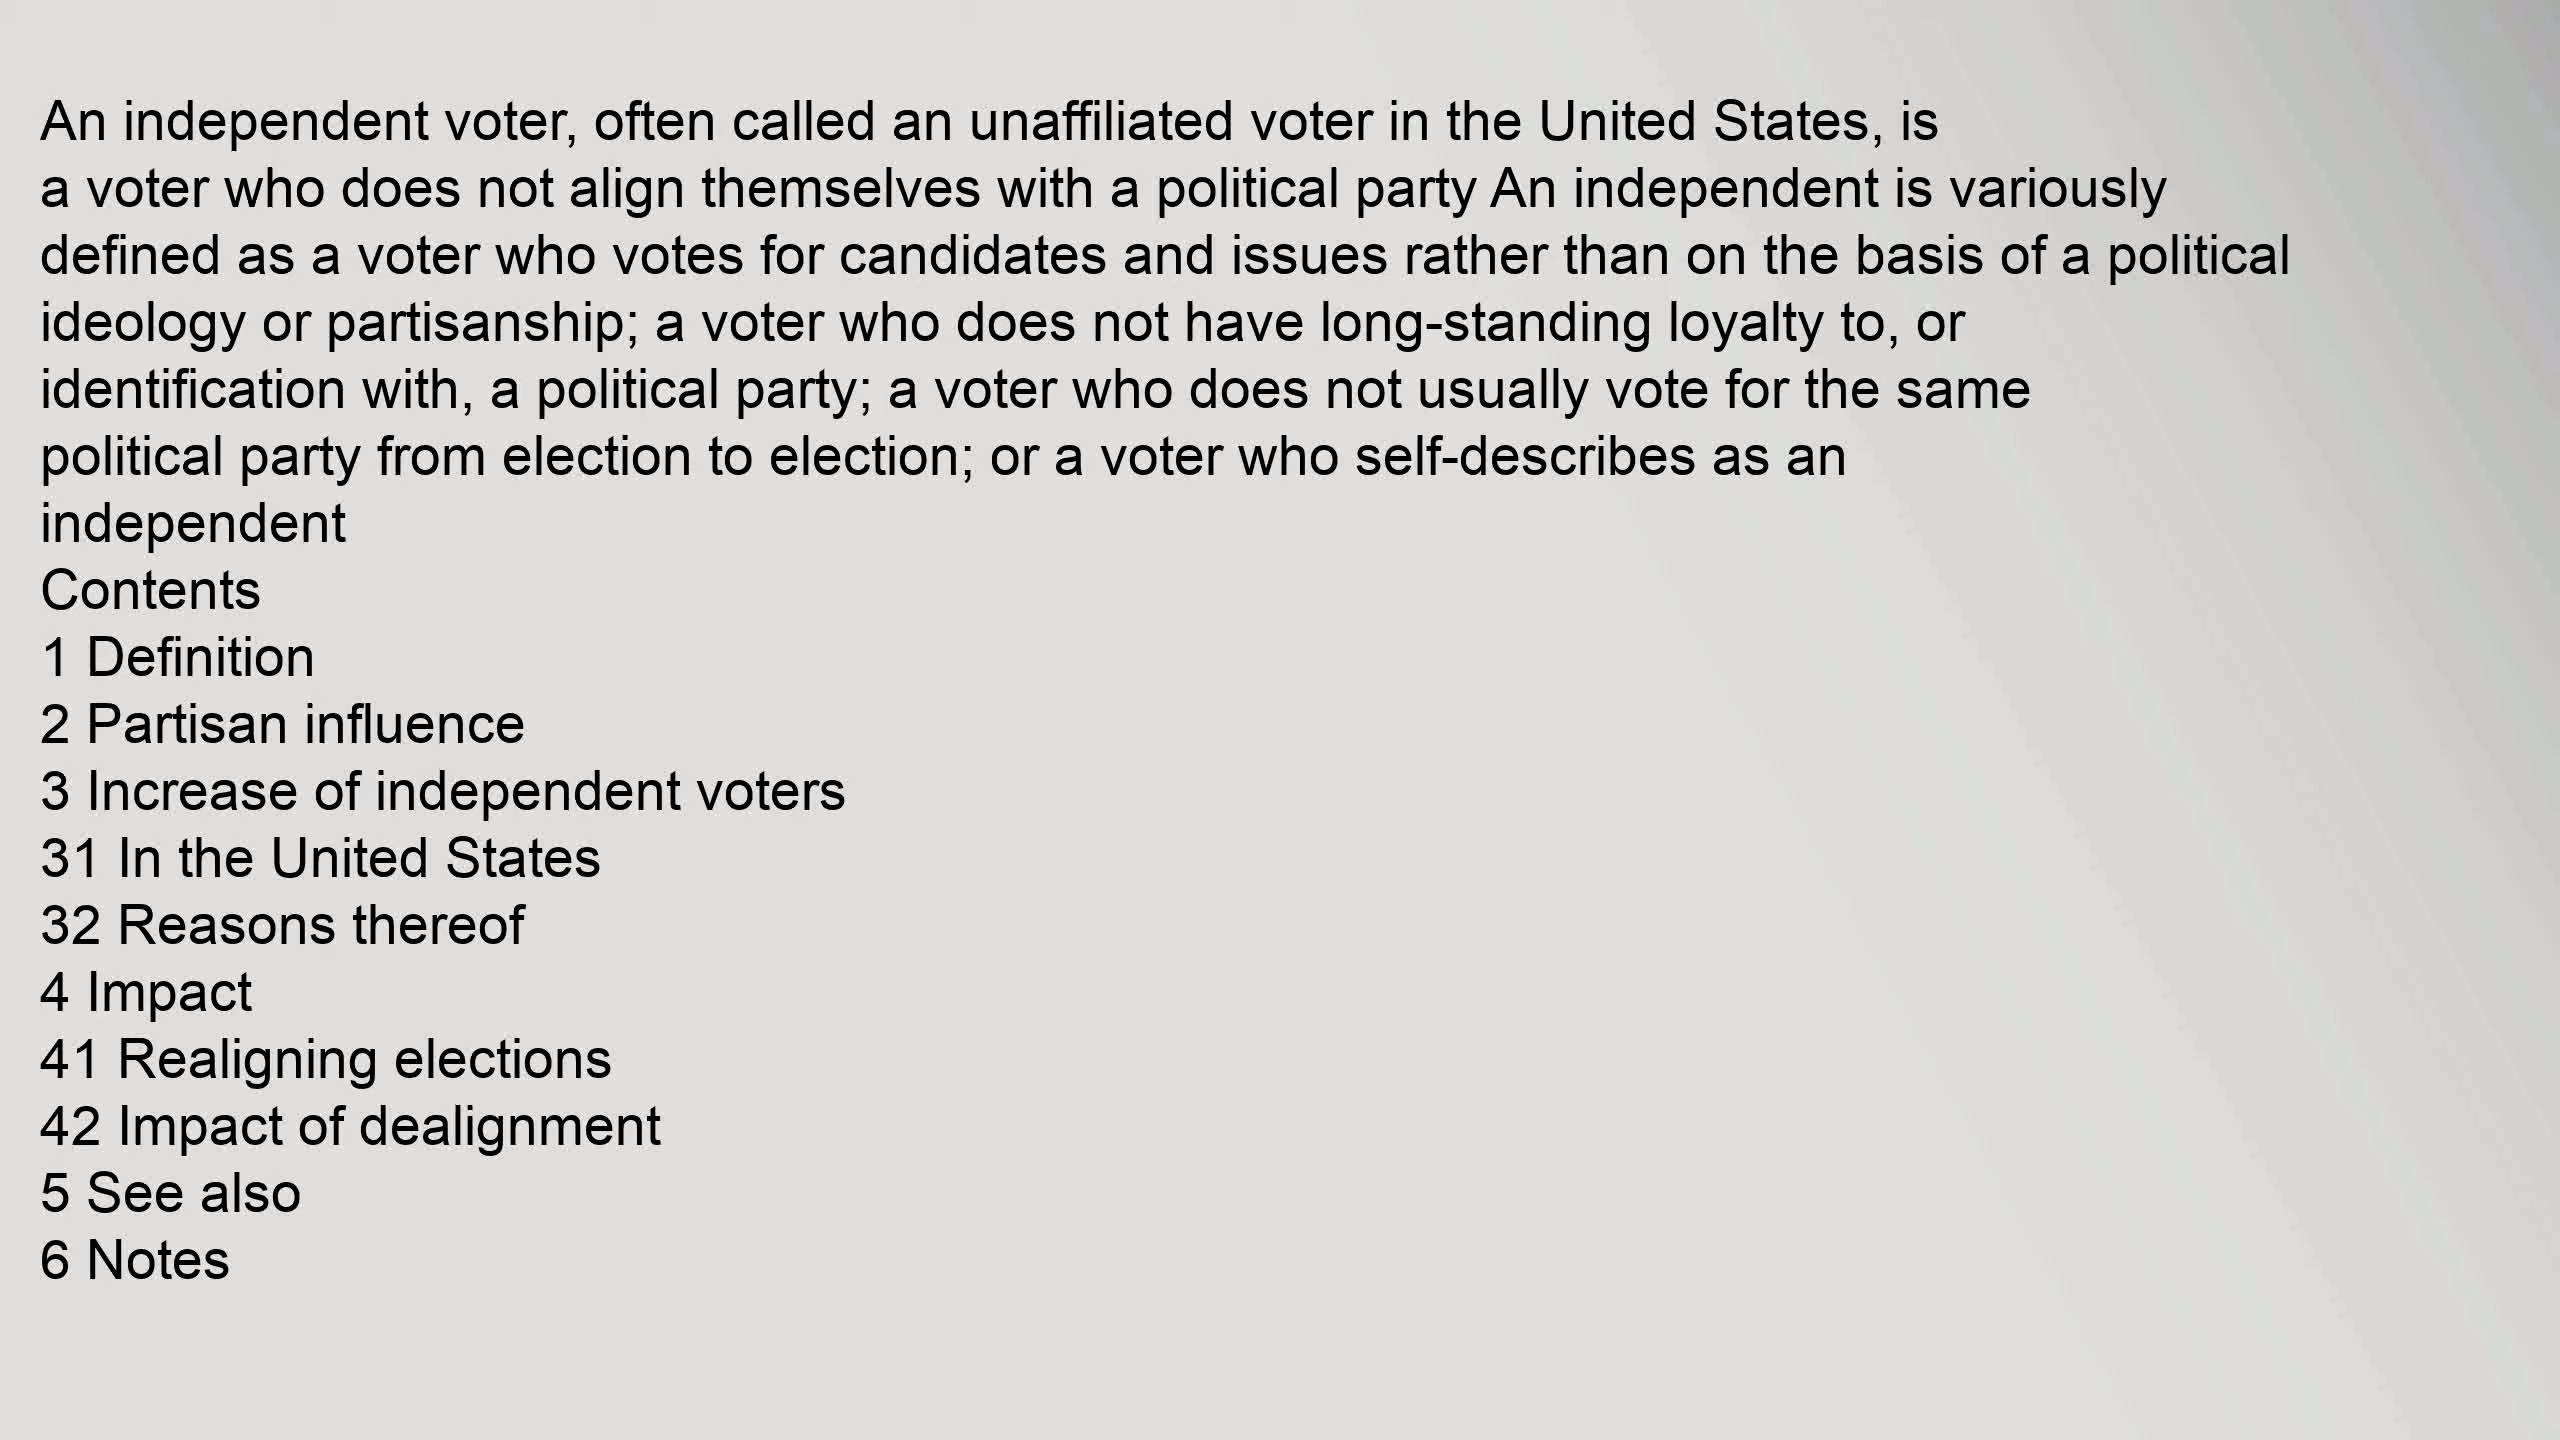 An independent voter, often called an unaffiliated voter in the United States, is
a voter who does not align themselves with a political party An independent is variously
defined as a voter who votes for candidates and issues rather than on the basis of a political
ideology or partisanship; a voter who does not have long-standing loyalty to, or
identification with, a political party; a voter who does not usually vote for the same
political party from election to election; or a voter who self-describes as an
independent
Contents
1 Definition
2 Partisan influence
3 Increase of independent voters
31 In the United States
32 Reasons thereof
4 Impact
41 Realigning elections
42 Impact of dealignment
5 See also
6 Notes